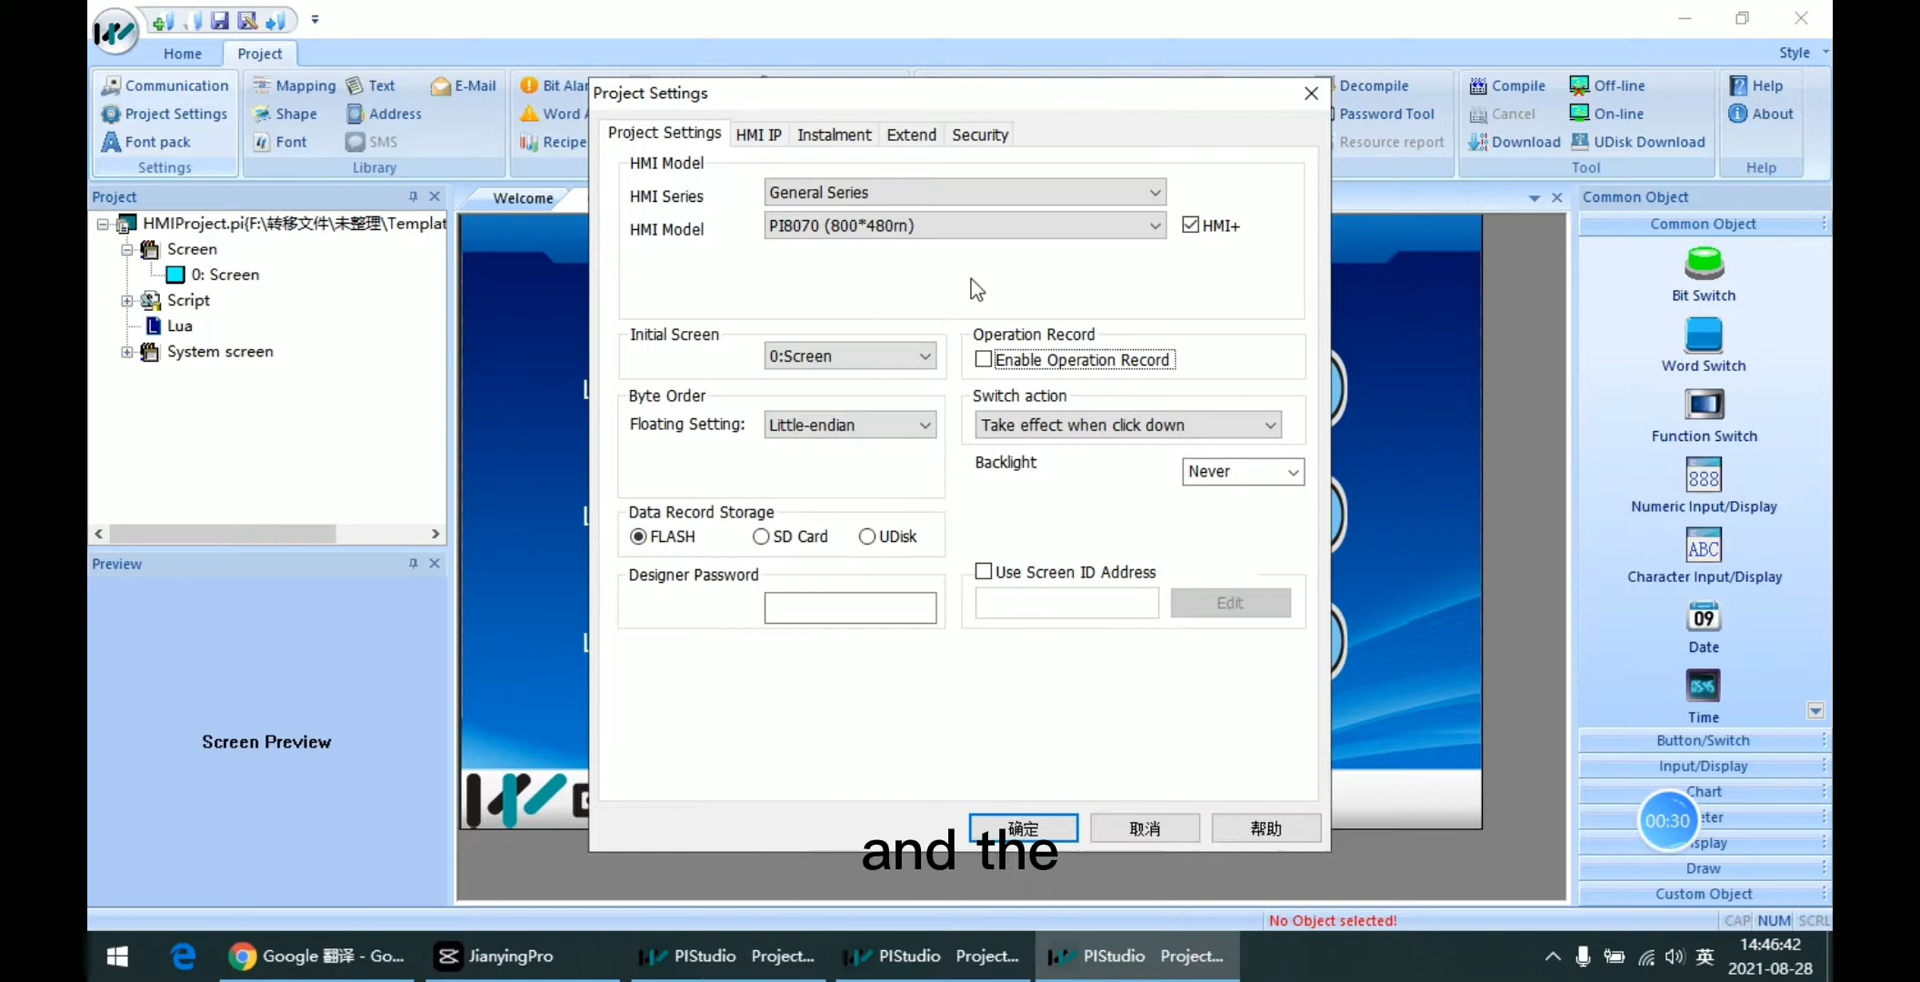 Home
Project
Style
Communication
Mapping
Text
E-Mail
Bit Alar
Decompile
Compile
Off-line
Help
Project Settings
Shape
Address
Word A
Password Tool
Cancel
On-line
About
Font pack
Font
SMS
Recipe
Resource report
Download
UDisk Download
Settings
Library
Tool
Help
Project
HMIProject.pi{F:\转移文件\未整理\Templat
Screen
0: Screen
Script
Lua
System screen
Preview
Screen Preview
Welcome
Project Settings
Project Settings
HMI IP
Instalment
Extend
Security
HMI Model
HMI Series
General Series
HMI Model
PI8070 (800*480rn)
HMI+
Initial Screen
0:Screen
Operation Record
Enable Operation Record
Byte Order
Floating Setting:
Little-endian
Switch action
Take effect when click down
Backlight
Never
Data Record Storage
FLASH
SD Card
UDisk
Designer Password
Use Screen ID Address
Edit
确定
取消
帮助
and the
Common Object
Common Object
Bit Switch
Word Switch
888
Function Switch
Numeric Input/Display
ABC
Character Input/Display
09
Date
05:45
Time
Button/Switch
Input/Display
Chart
eter
00:30
splay
Draw
Custom Object
No Object selected!
CAP
NUM
SCRL
Google 翻译 - Go...
JianyingPro
PIStudio Project...
PIStudio Project...
PIStudio Project...
英
14:46:42
2021-08-28